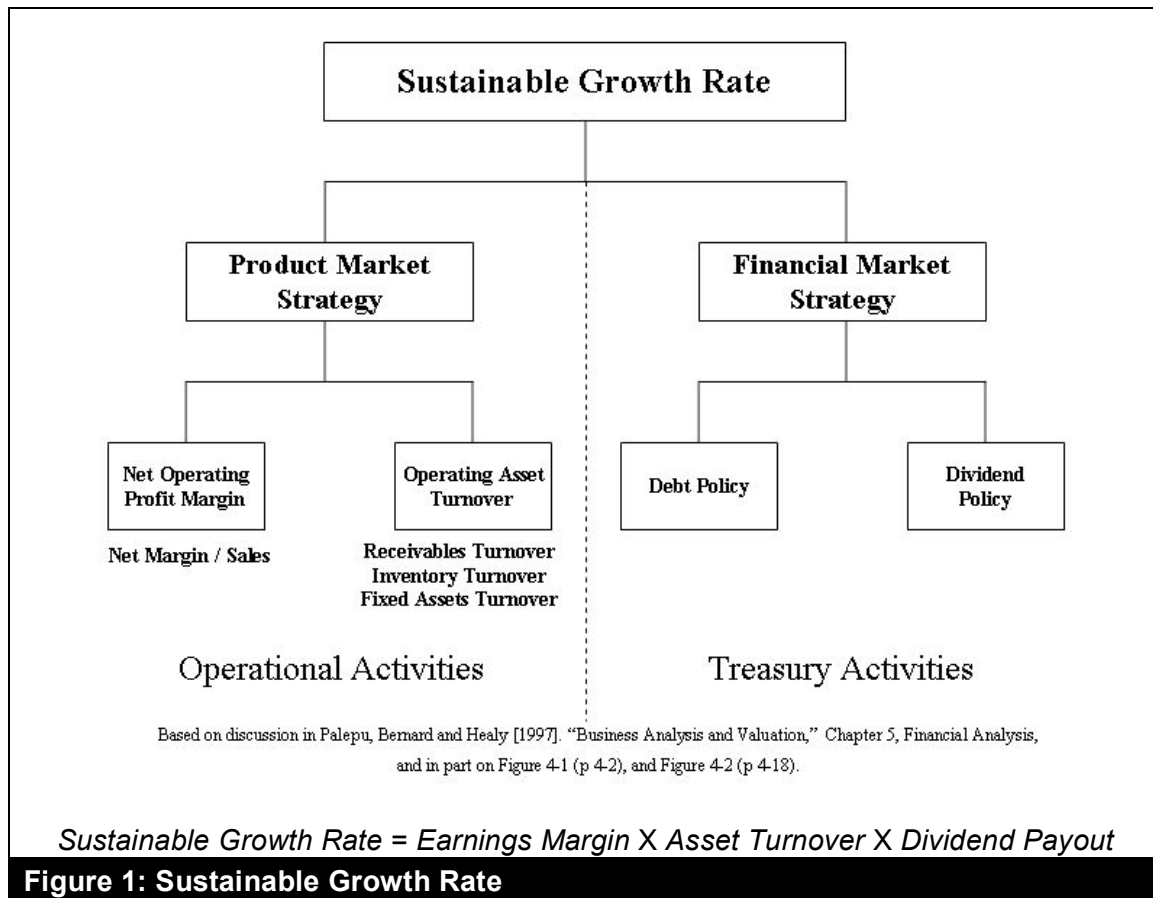 Sustainable Growth Rate
Product Market
Strategy
Financial Market
Strategy
Net Operating
Profit Margin
Operating Asset
Turnover
Debt Policy
Dividend
Policy
Net Margin / Sales
Receivables Turnover
Inventory Turnover
Fixed Assets Turnover
Operational Activities
Treasury Activities
Based on discussion in Palepu, Bernard and Healy [1997]. “Business Analysis and Valuation,” Chapter 5, Financial Analysis,
and in part on Figure 4-1 (p 4-2), and Figure 4-2 (p 4-18).
Sustainable Growth Rate = Earnings Margin X Asset Turnover X Dividend Payout
Figure 1: Sustainable Growth Rate